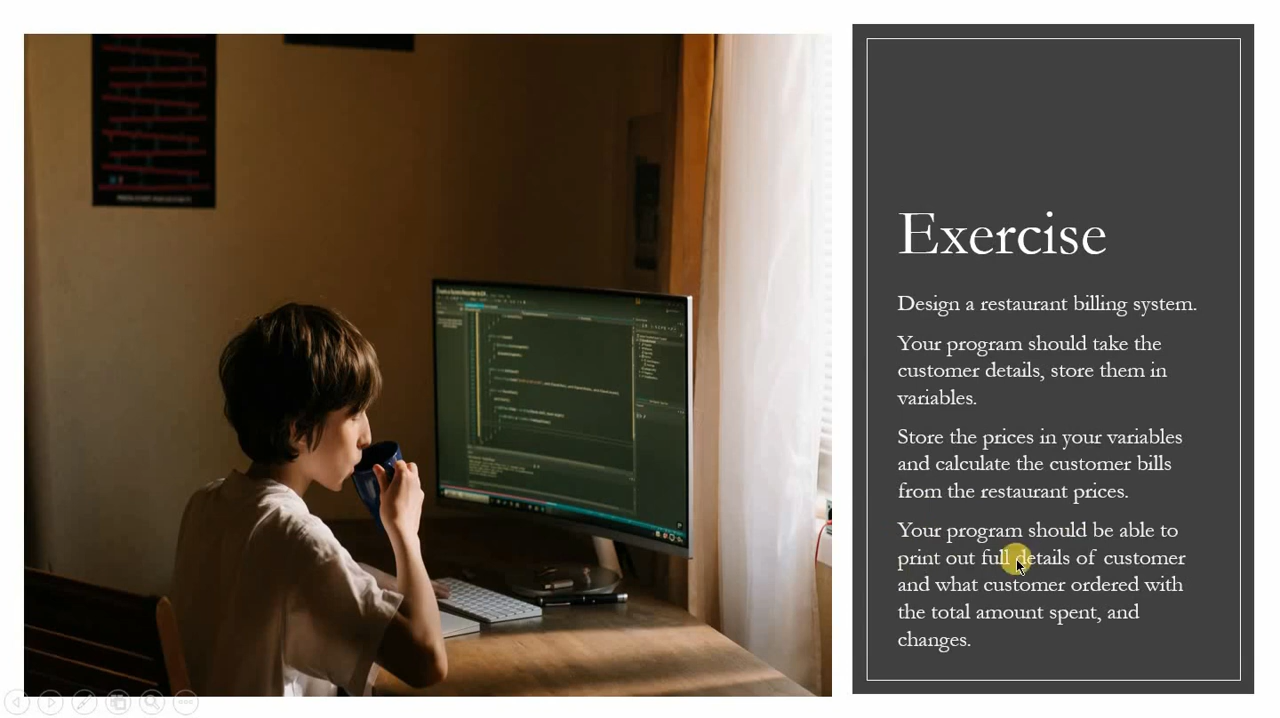 Exercise
Design a restaurant billing system.
Your program should take the
customer details, store them in
variables.
Store the prices in your variables
and calculate the customer bills
from the restaurant prices.
Your program should be able to
print out full details of customer
and what customer ordered with
the total amount spent, and
changes.